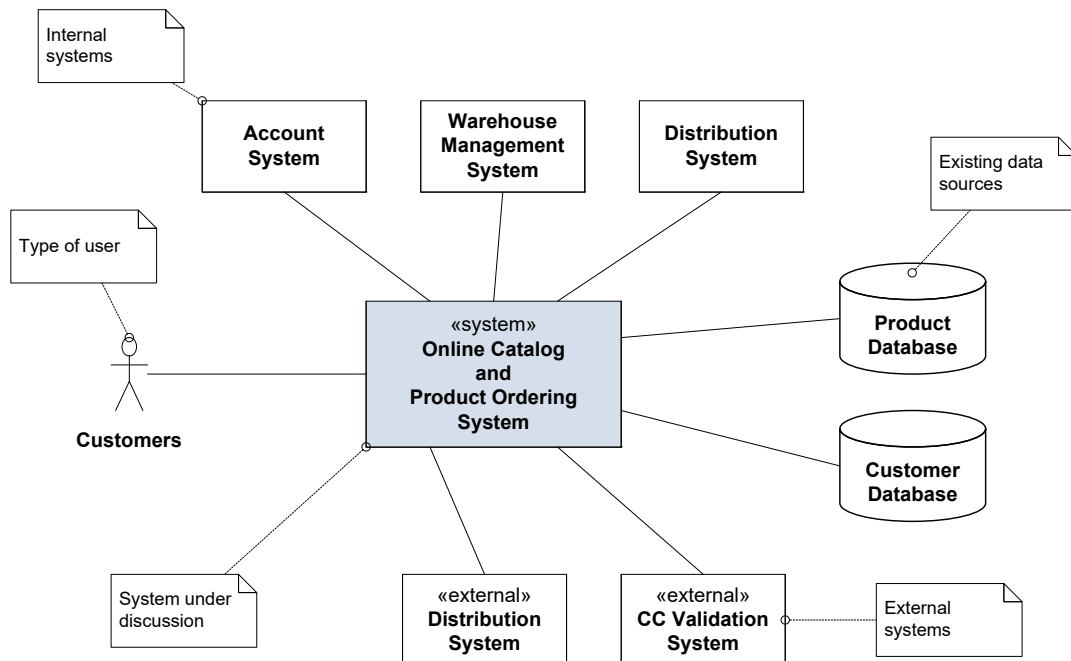 Internal
systems
Account
System
Warehouse
Management
System
Distribution
System
Existing data
sources
Type of user
Customers
«system»
Online Catalog
and
Product Ordering
System
Product
Database
Customer
Database
System under
discussion
«external»
Distribution
System
«external»
CC Validation
System
External
systems